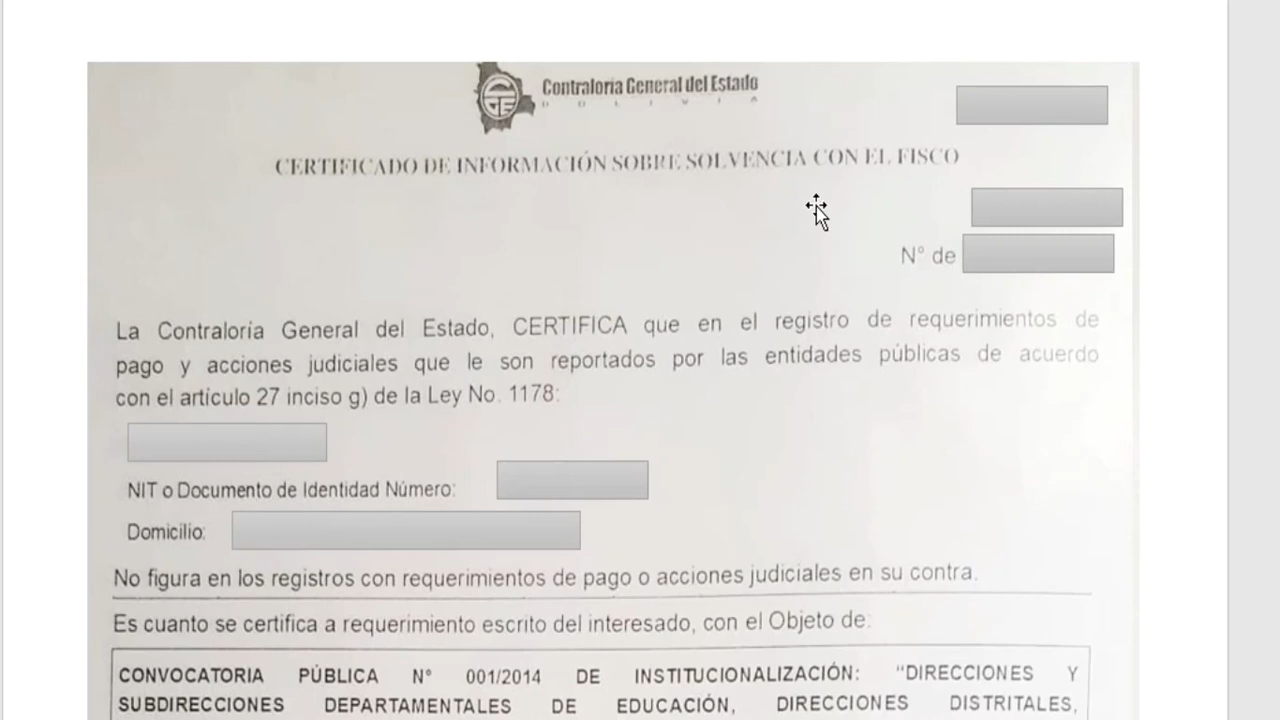 Contraloría General del Estado
B O L I V I A
CERTIFICADO DE INFORMACIÓN SOBRE SOLVENCIA CON EL FISCO
N° de
La Contraloría General del Estado, CERTIFICA que en el registro de requerimientos de
pago y acciones judiciales que le son reportados por las entidades públicas de acuerdo
con el artículo 27 inciso g) de la Ley No. 1178:
NIT o Documento de Identidad Número:
Domicilio:
No figura en los registros con requerimientos de pago o acciones judiciales en su contra.
Es cuanto se certifica a requerimiento escrito del interesado, con el Objeto de:
CONVOCATORIA PÚBLICA N° 001/2014 DE INSTITUCIONALIZACIÓN: “DIRECCIONES Y
SUBDIRECCIONES DEPARTAMENTALES DE EDUCACIÓN, DIRECCIONES DISTRITALES,